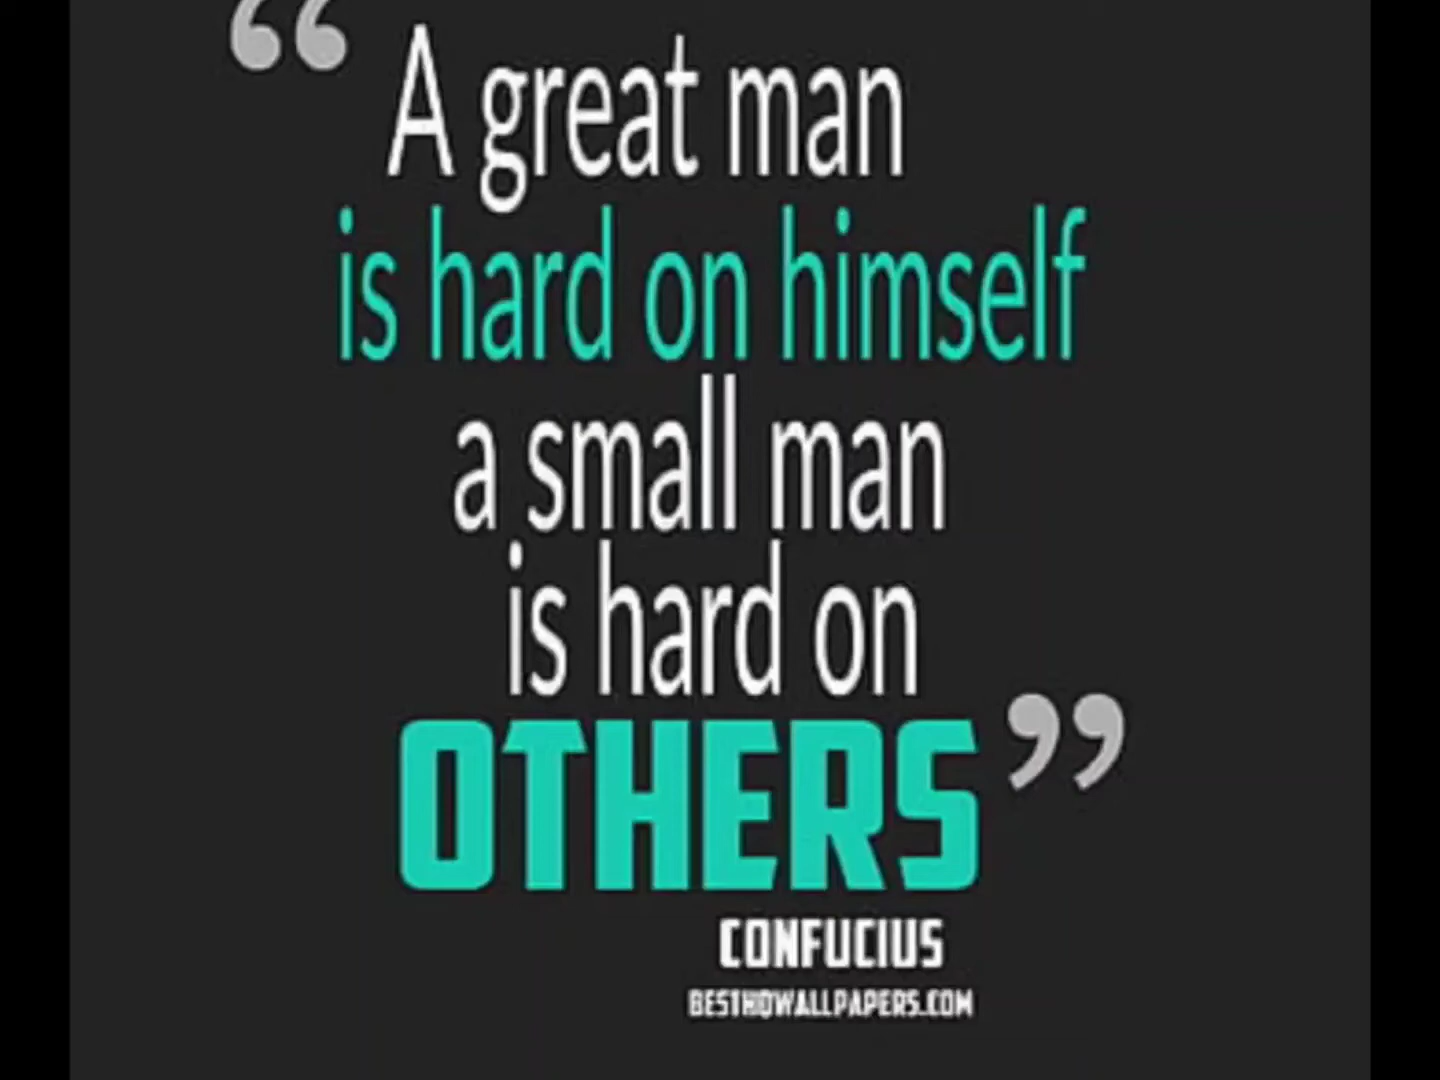 “ A great man
is hard on himself
a small man
is hard on
OTHERS ”
CONFUCIUS
BESTHQWALLPAPERS.COM